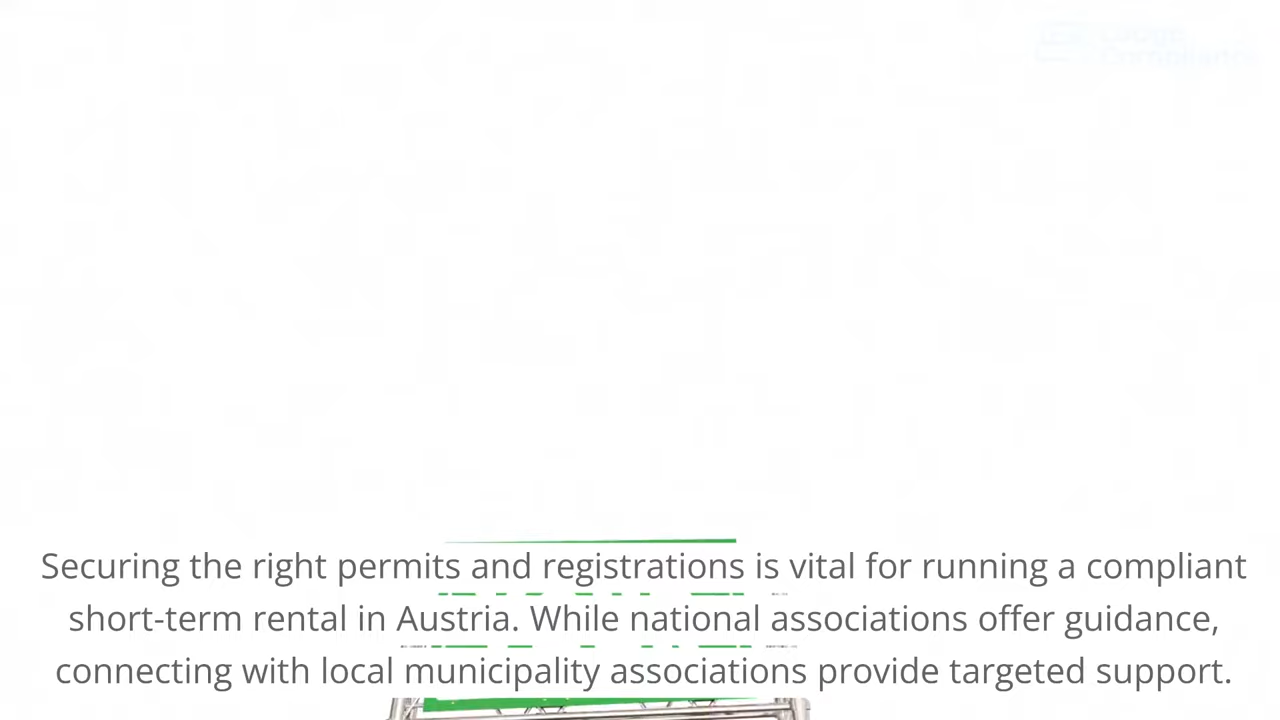 Securing the right permits and registrations is vital for running a compliant
short-term rental in Austria. While national associations offer guidance,
connecting with local municipality associations provide targeted support.